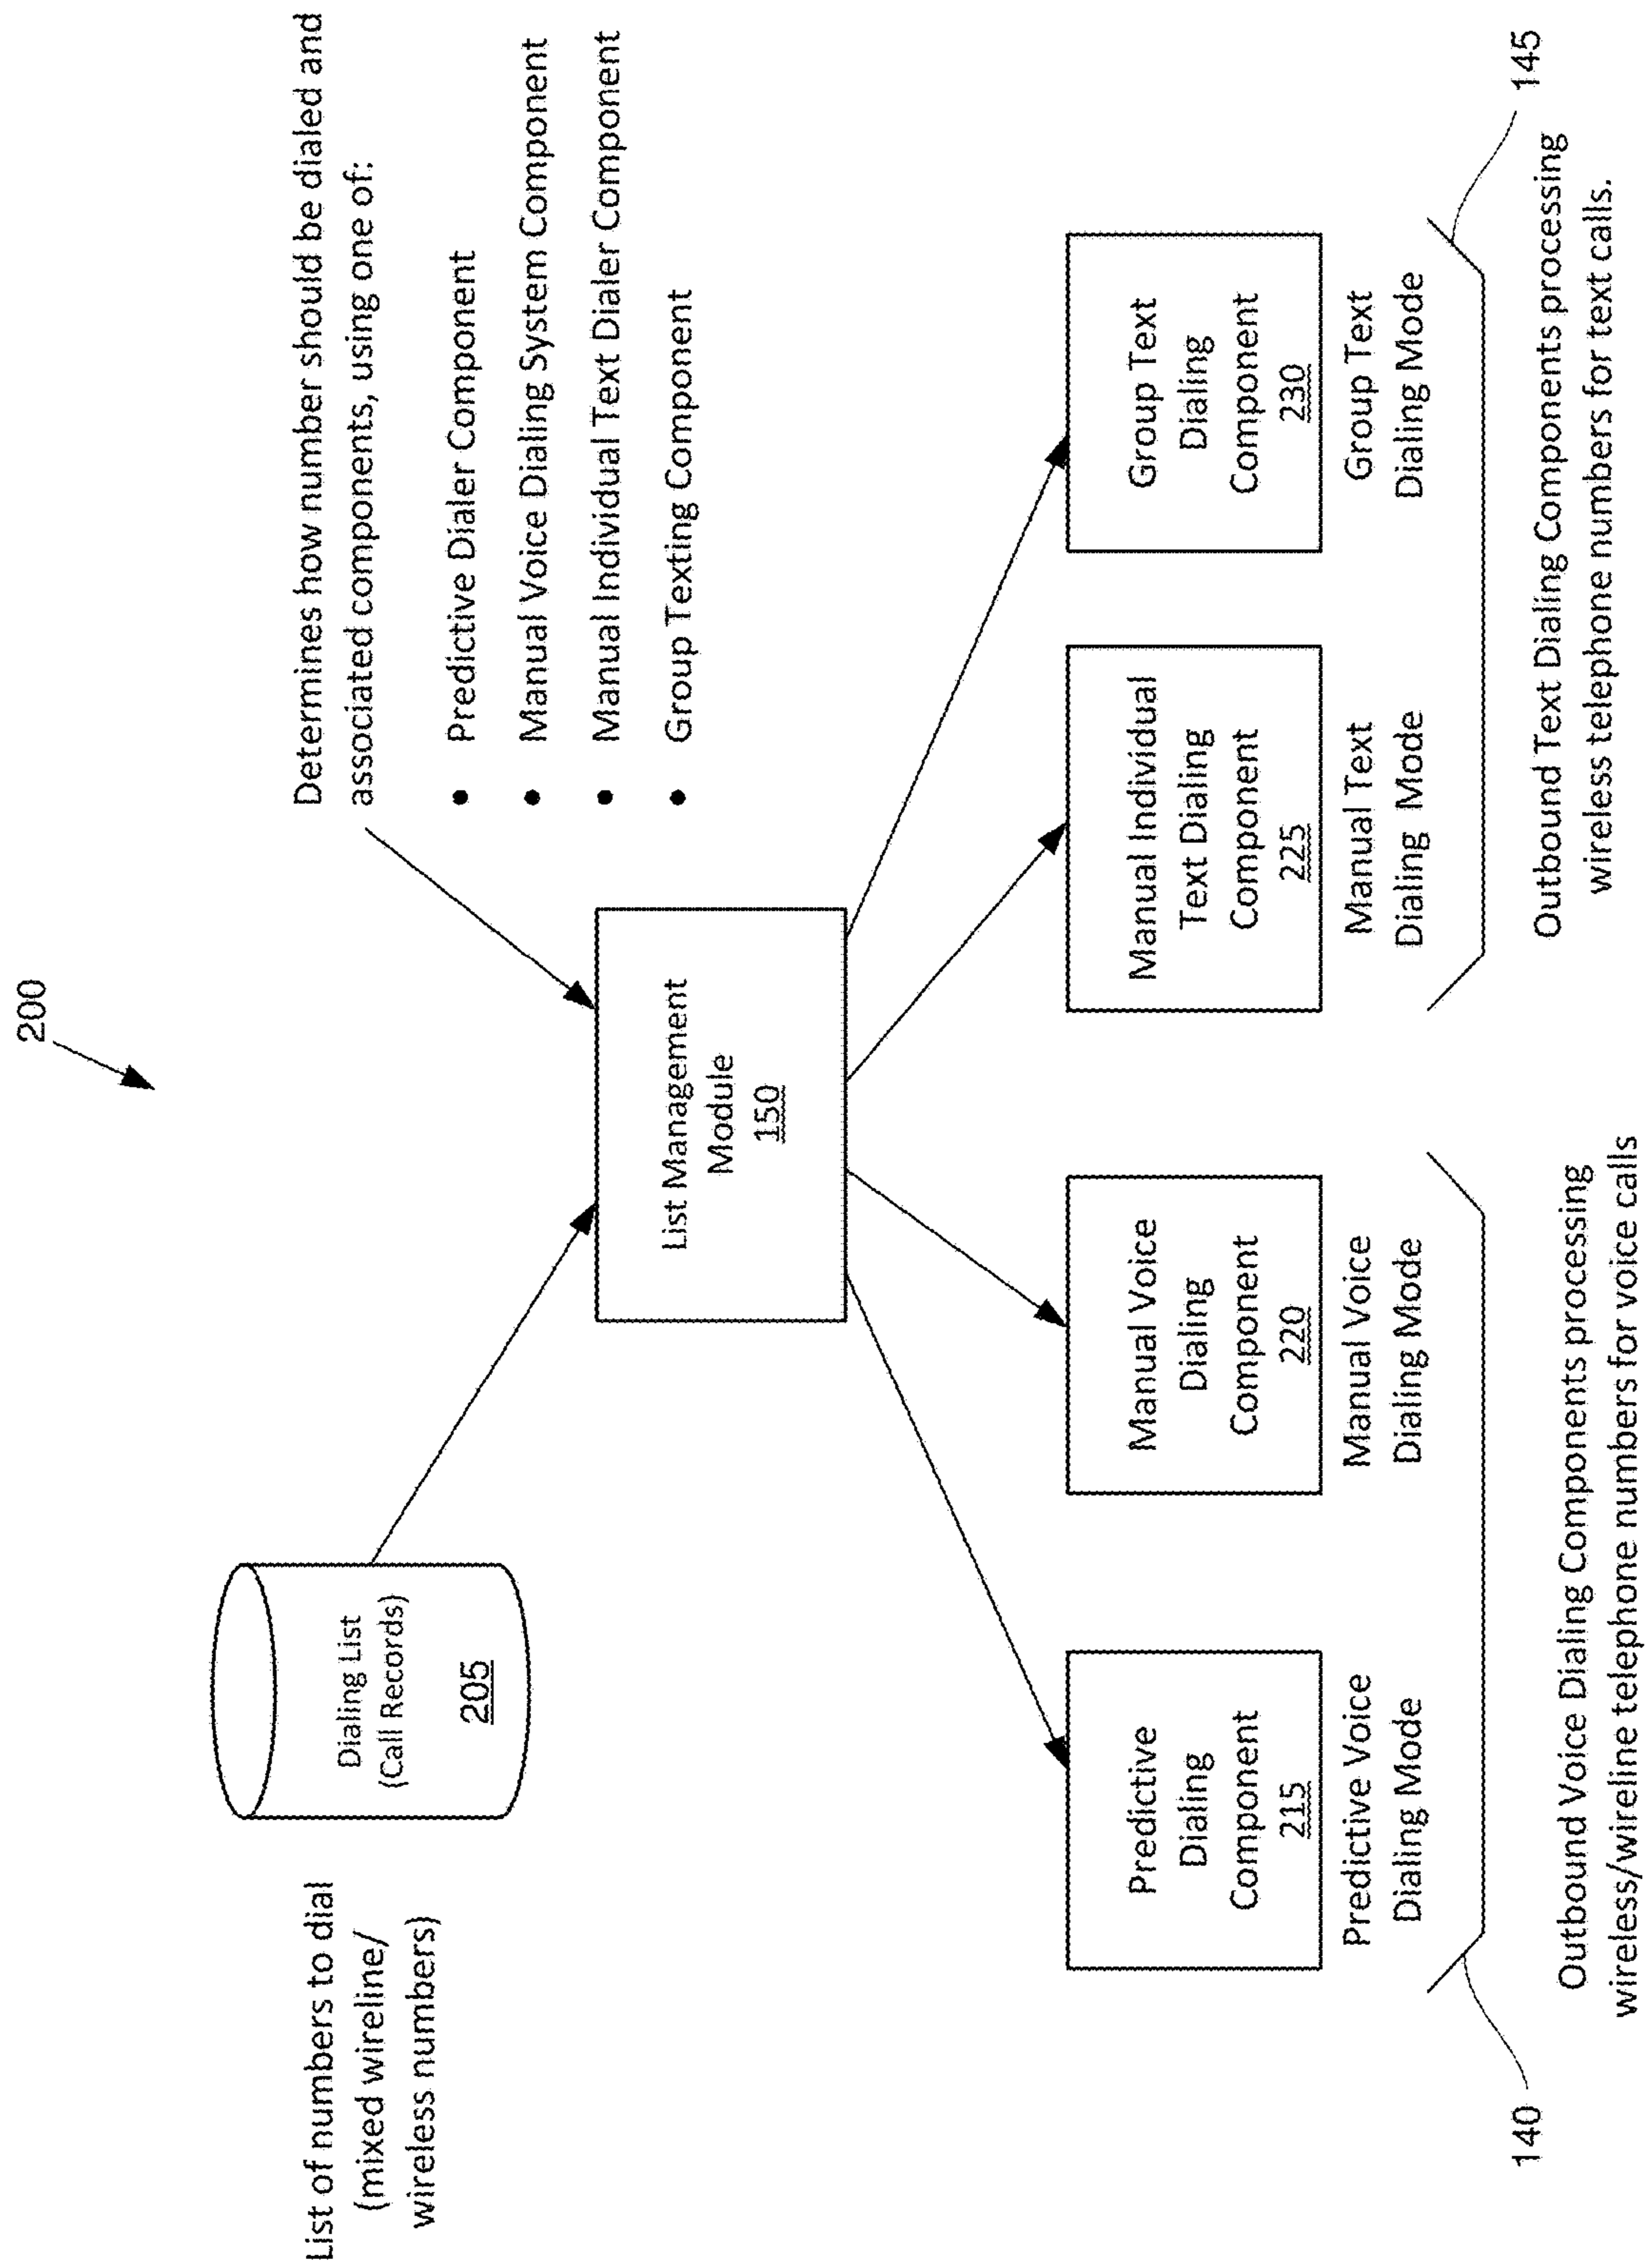 200
List of numbers to dial
(mixed wireline/
wireless numbers)
Dialing List
(Call Records)
205
Determines how number should be dialed and
associated components, using one of:
• Predictive Dialer Component
• Manual Voice Dialing System Component
• Manual Individual Text Dialer Component
• Group Texting Component
List Management
Module
150
Predictive
Dialing
Component
215
Predictive Voice
Dialing Mode
Manual Voice
Dialing
Component
220
Manual Voice
Dialing Mode
Manual Individual
Text Dialing
Component
225
Manual Text
Dialing Mode
Group Text
Dialing
Component
230
Group Text
Dialing Mode
140
Outbound Voice Dialing Components processing
wireless/wireline telephone numbers for voice calls
145
Outbound Text Dialing Components processing
wireless telephone numbers for text calls.